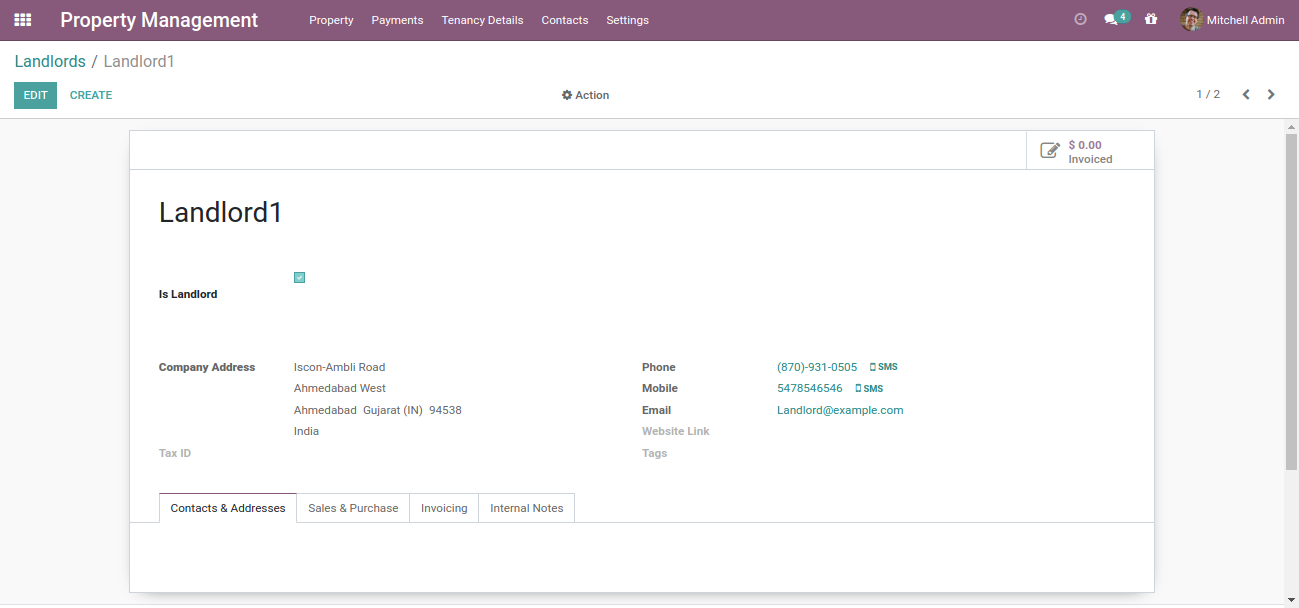 Property Management Property Payments Tenancy Details Contacts Settings 4 Mitchell Admin
Landlords / Landlord1
EDIT CREATE Action 1 / 2
$ 0.00
Invoiced
Landlord1
Is Landlord
Company Address Iscon-Ambli Road Phone (870)-931-0505 SMS
Ahmedabad West Mobile 5478546546 SMS
Ahmedabad Gujarat (IN) 94538 Email Landlord@example.com
India Website Link
Tax ID Tags
Contacts & Addresses Sales & Purchase Invoicing Internal Notes